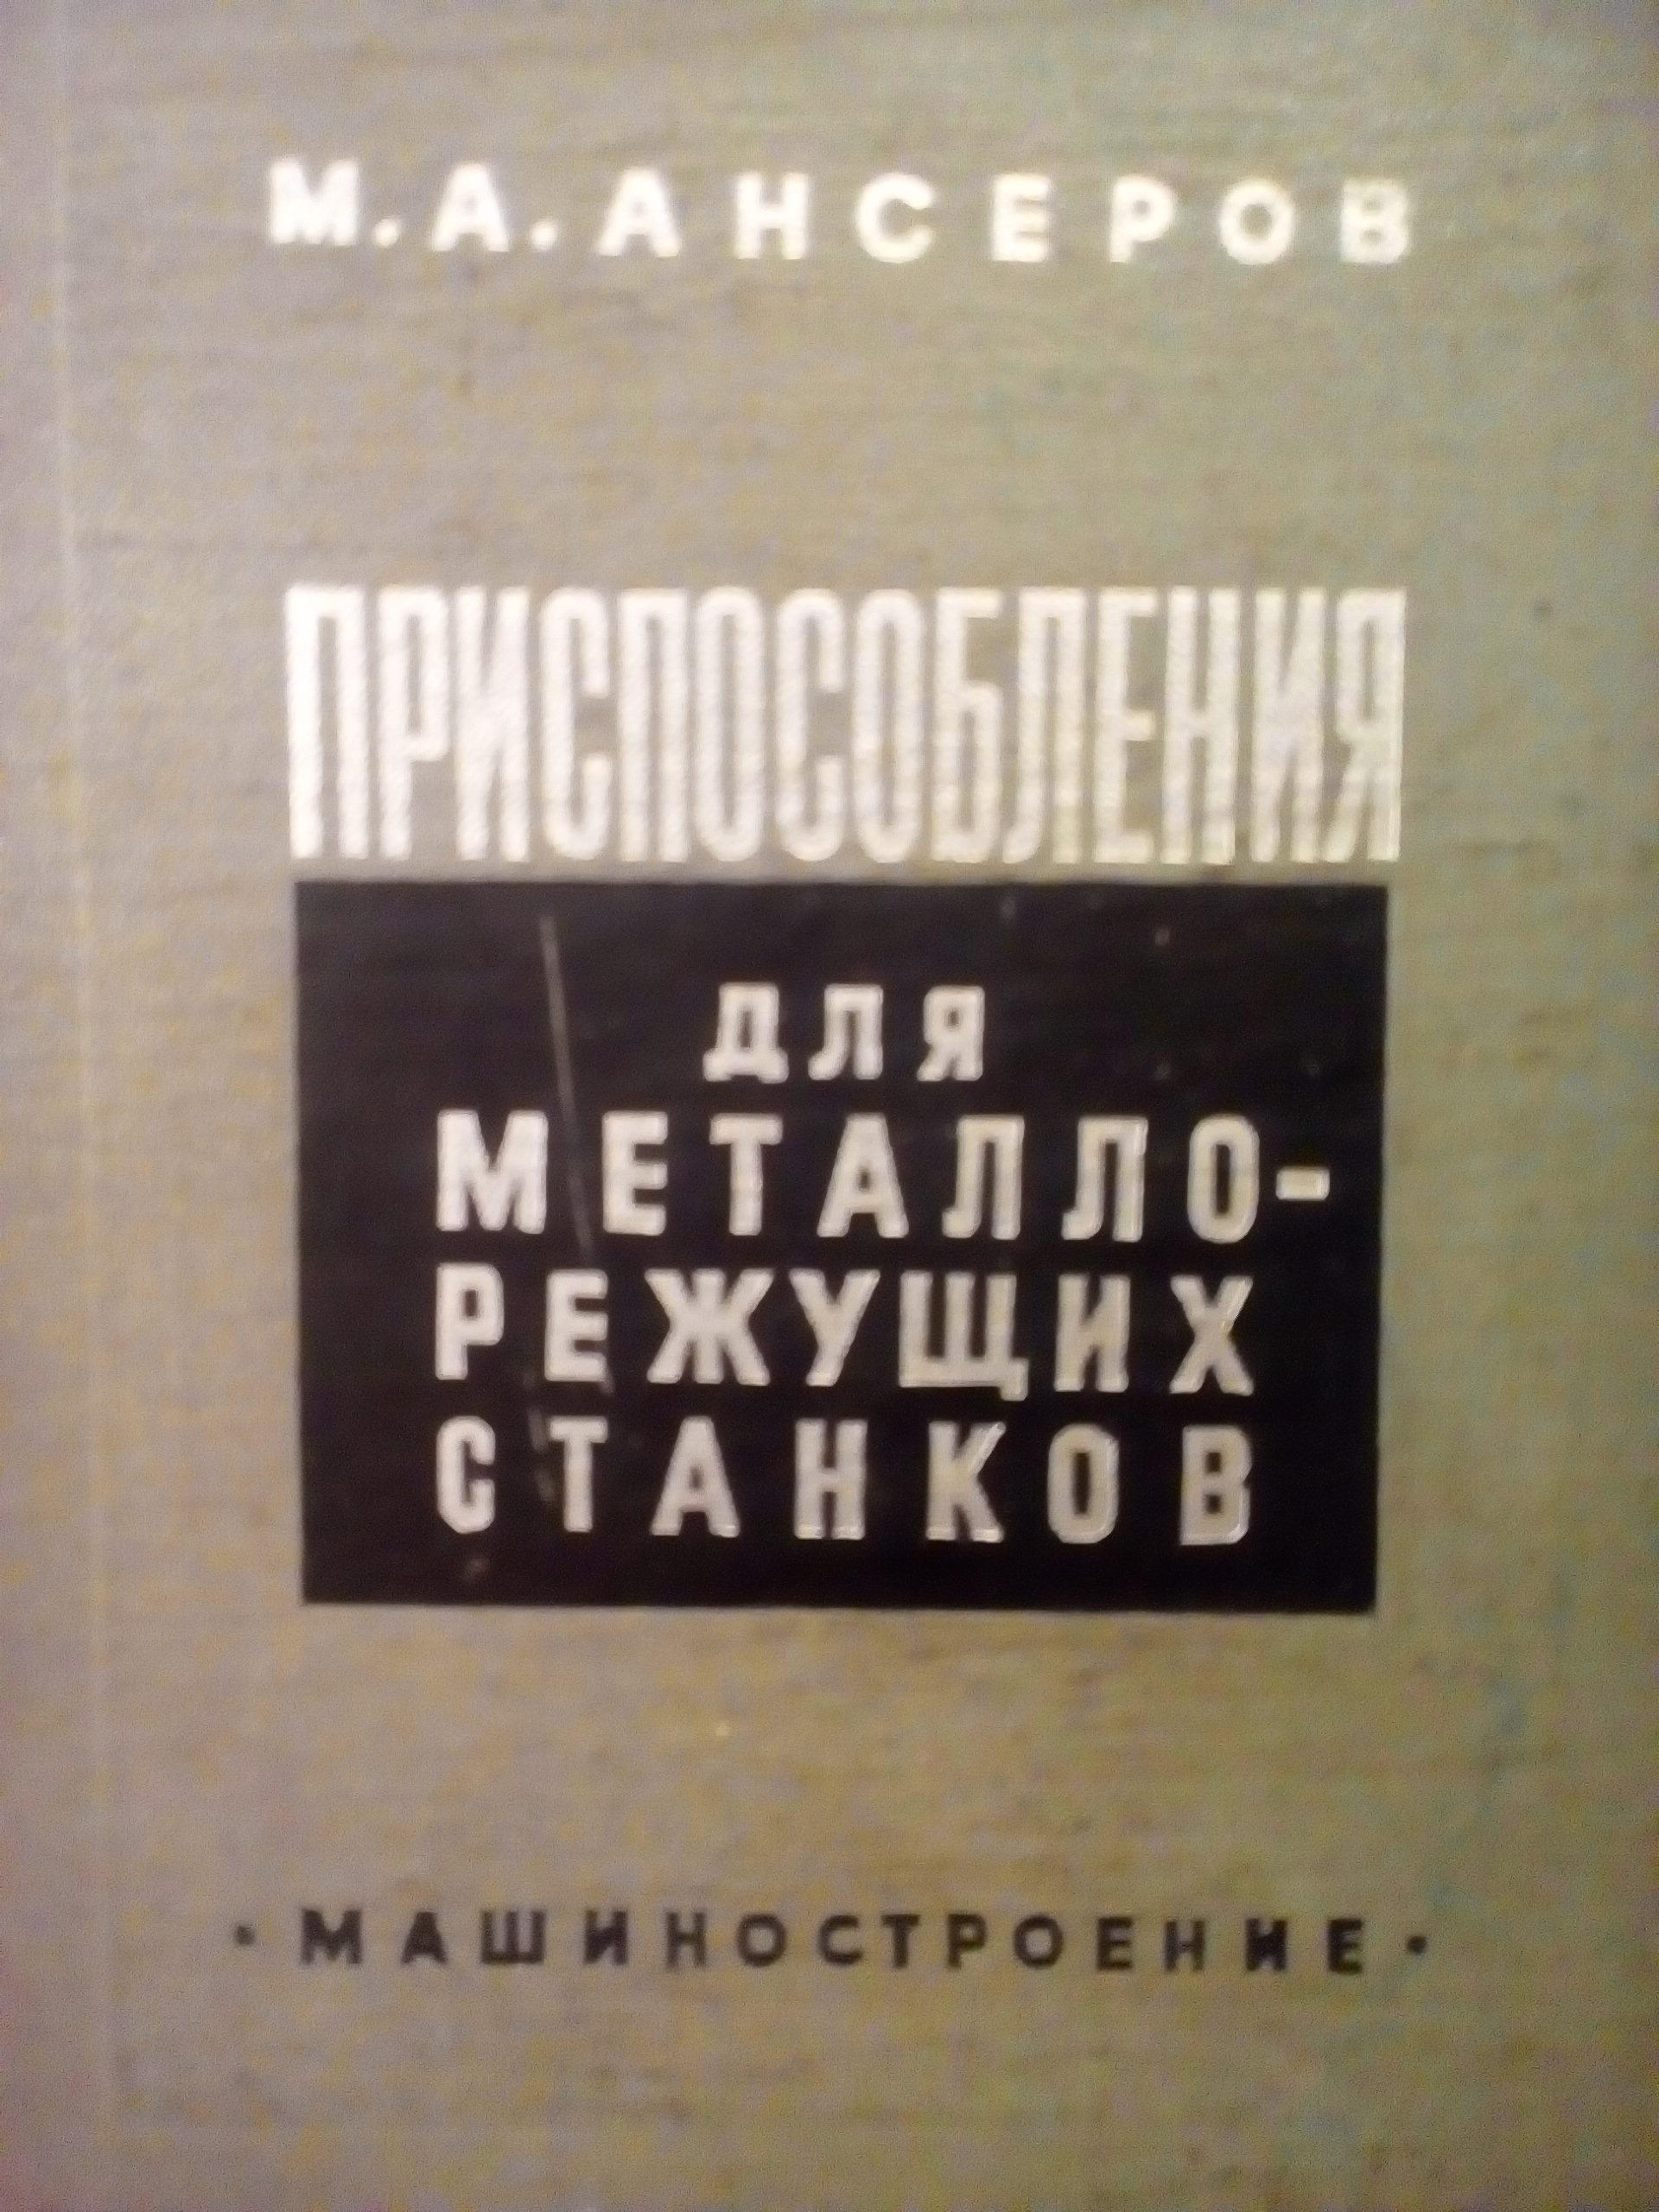 М. А. АНСЕРОВ
ПРИСПОСОБЛЕНИЯ
ДЛЯ
МЕТАЛЛО-
РЕЖУЩИХ
СТАНКОВ
· МАШИНОСТРОЕНИЕ ·